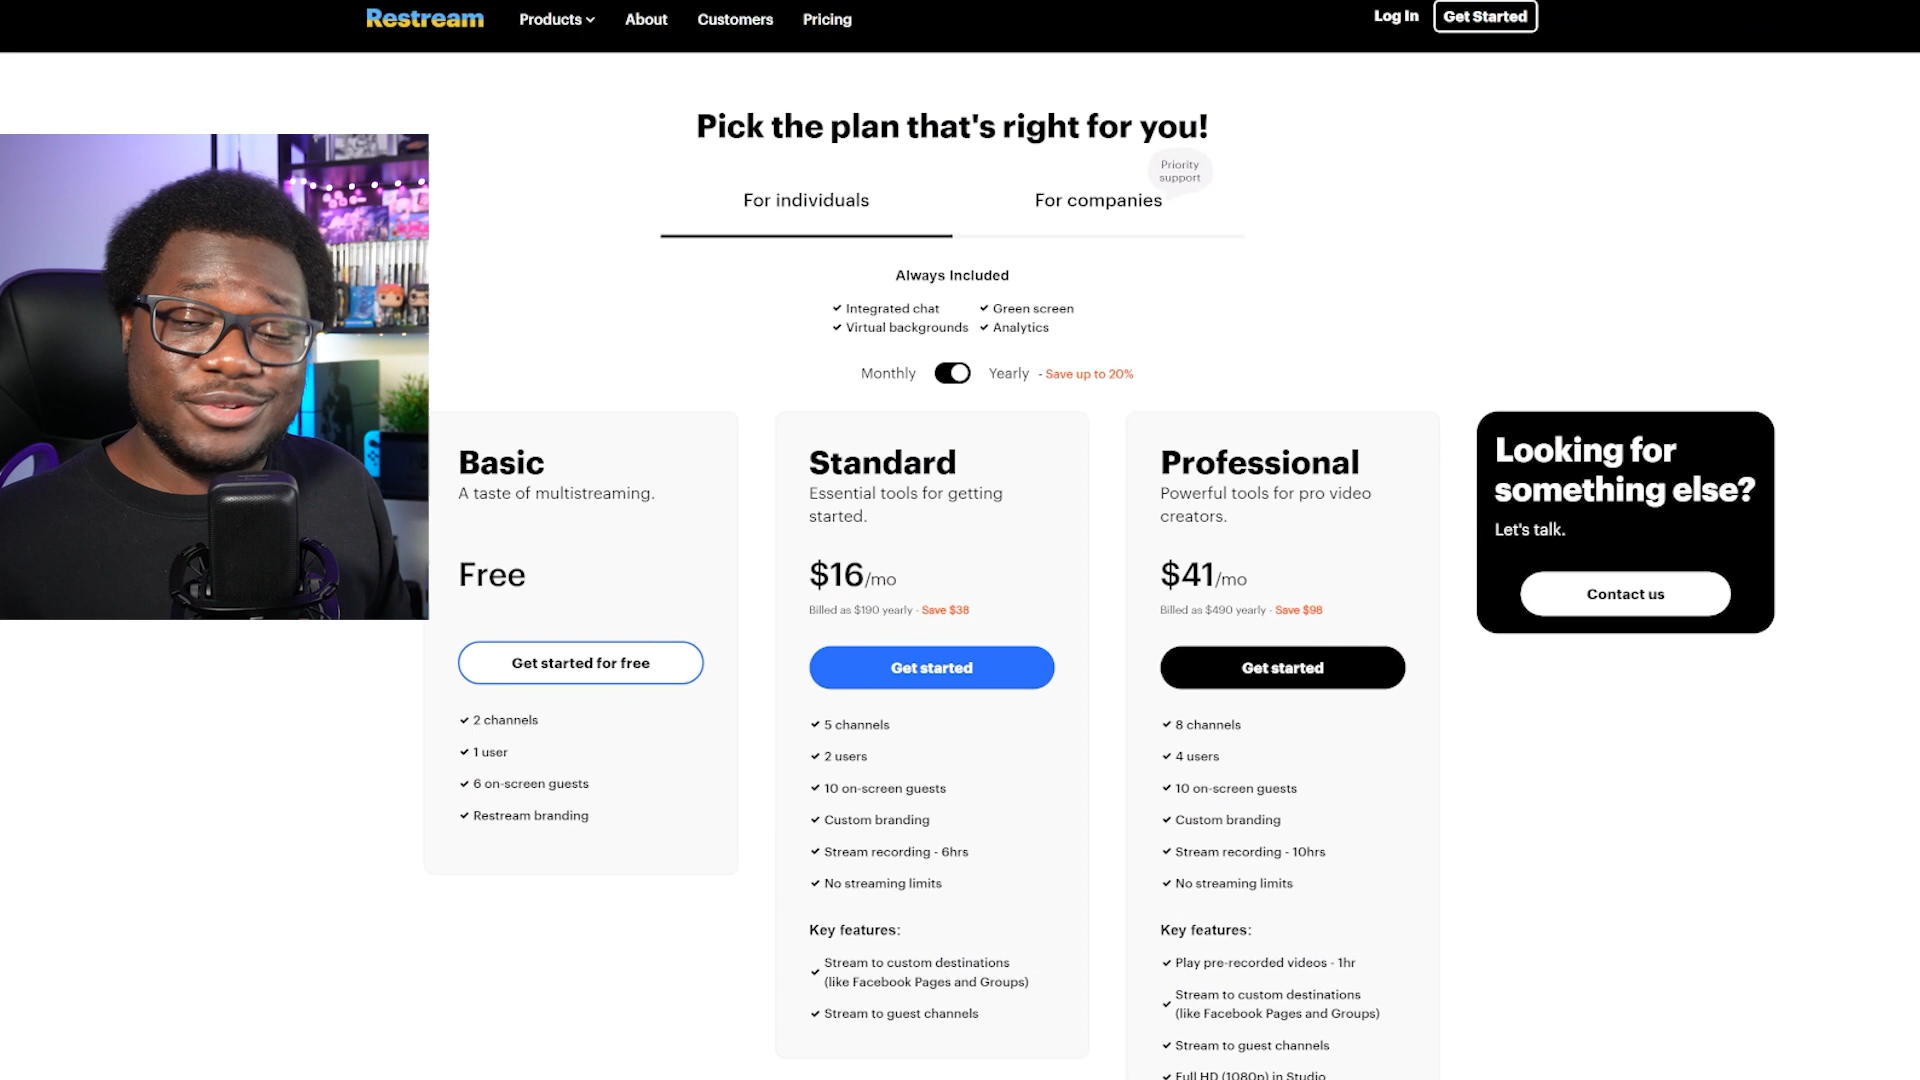 Restream
Products
About
Customers
Pricing
Log In
Get Started
Pick the plan that's right for you!
Priority
support
For individuals
For companies
Always Included
Integrated chat
Green screen
Virtual backgrounds
Analytics
Monthly
Yearly - Save up to 20%
Basic
A taste of multistreaming.
Free
Get started for free
2 channels
1 user
6 on-screen guests
Restream branding
Standard
Essential tools for getting
started.
$16/mo
Billed as $190 yearly - Save $38
Get started
5 channels
2 users
10 on-screen guests
Custom branding
Stream recording - 6hrs
No streaming limits
Key features:
Stream to custom destinations
(like Facebook Pages and Groups)
Stream to guest channels
Professional
Powerful tools for pro video
creators.
$41/mo
Billed as $490 yearly - Save $98
Get started
8 channels
4 users
10 on-screen guests
Custom branding
Stream recording - 10hrs
No streaming limits
Key features:
Play pre-recorded videos - 1hr
Stream to custom destinations
(like Facebook Pages and Groups)
Stream to guest channels
Full HD (1080p) in Studio
Looking for
something else?
Let's talk.
Contact us